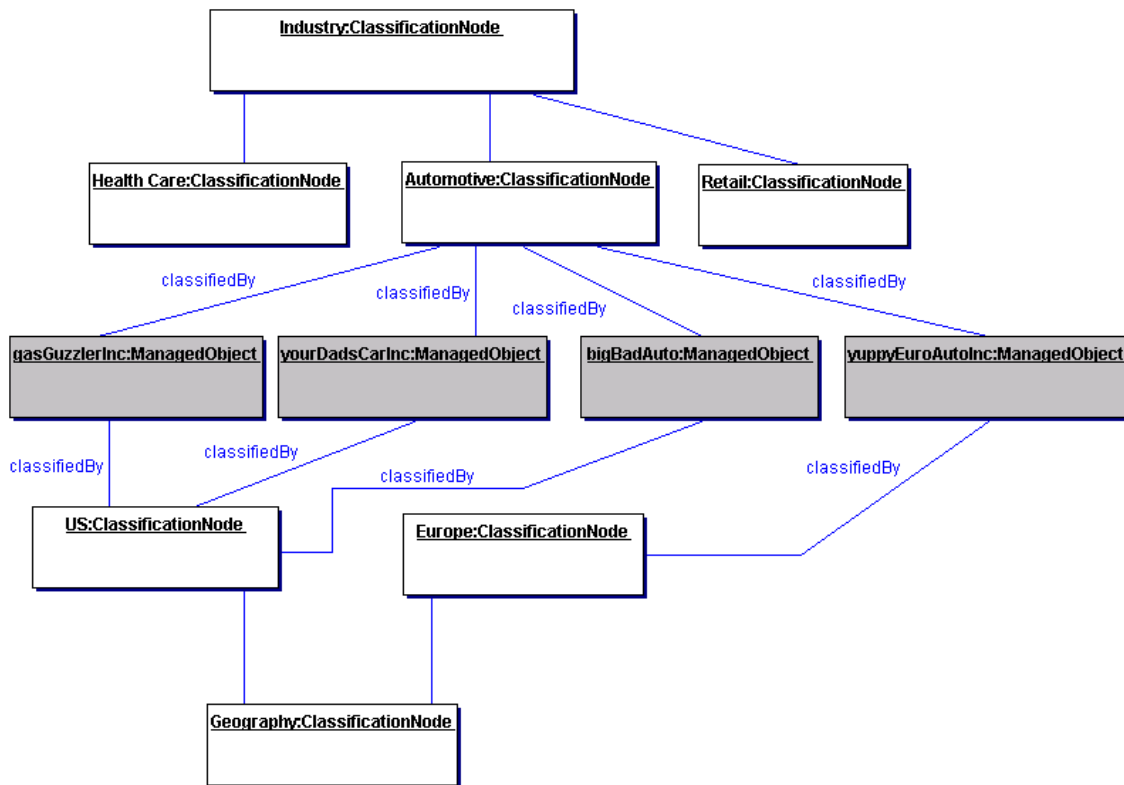 Industry:ClassificationNode
Health Care:ClassificationNode
Automotive:ClassificationNode
Retail:ClassificationNode
classifiedBy
classifiedBy
classifiedBy
classifiedBy
gasGuzzlerInc:ManagedObject
yourDadsCarInc:ManagedObject
bigBadAuto:ManagedObject
yuppyEuroAutoInc:ManagedObject
classifiedBy
classifiedBy
classifiedBy
classifiedBy
US:ClassificationNode
Europe:ClassificationNode
Geography:ClassificationNode